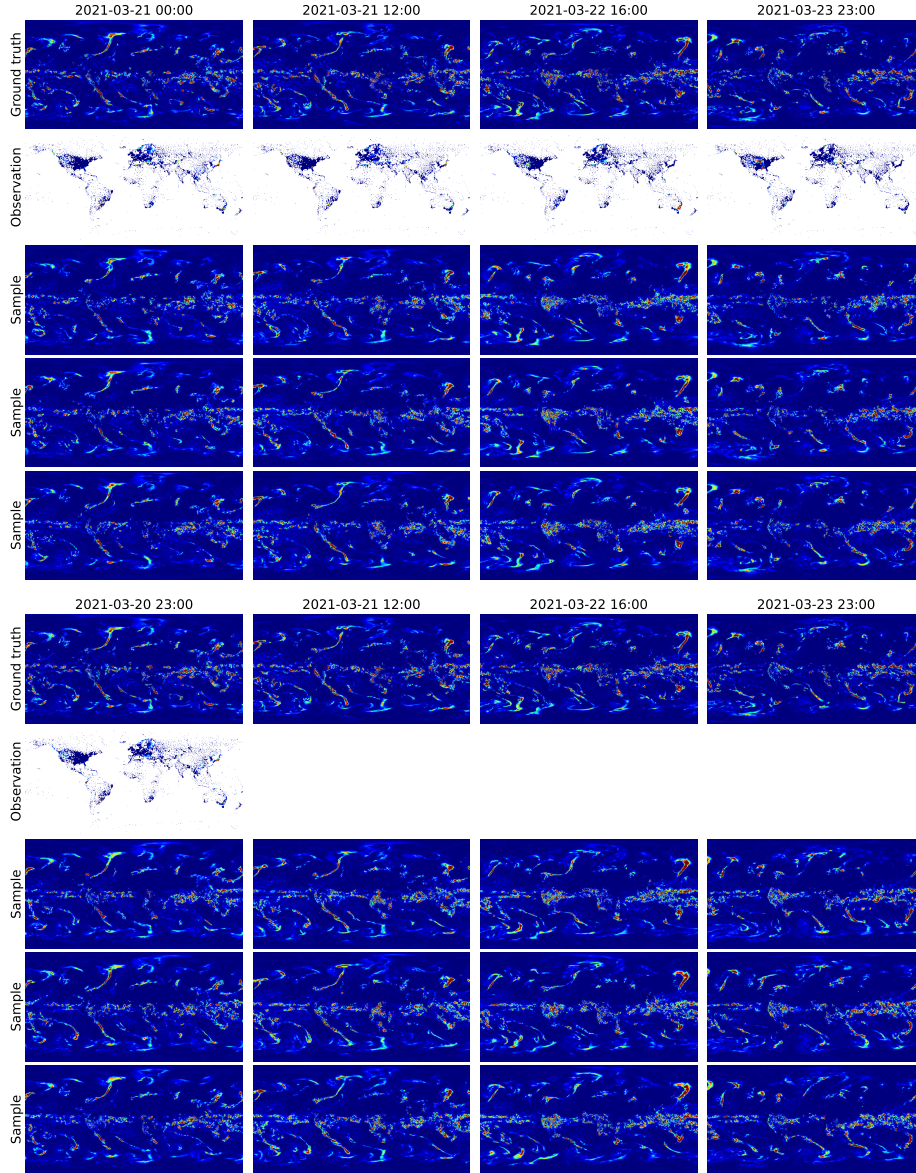 2021-03-21 00:00 2021-03-21 12:00 2021-03-22 16:00 2021-03-23 23:00
Ground truth
Observation
Sample
Sample
Sample
2021-03-20 23:00 2021-03-21 12:00 2021-03-22 16:00 2021-03-23 23:00
Ground truth
Observation
Sample
Sample
Sample